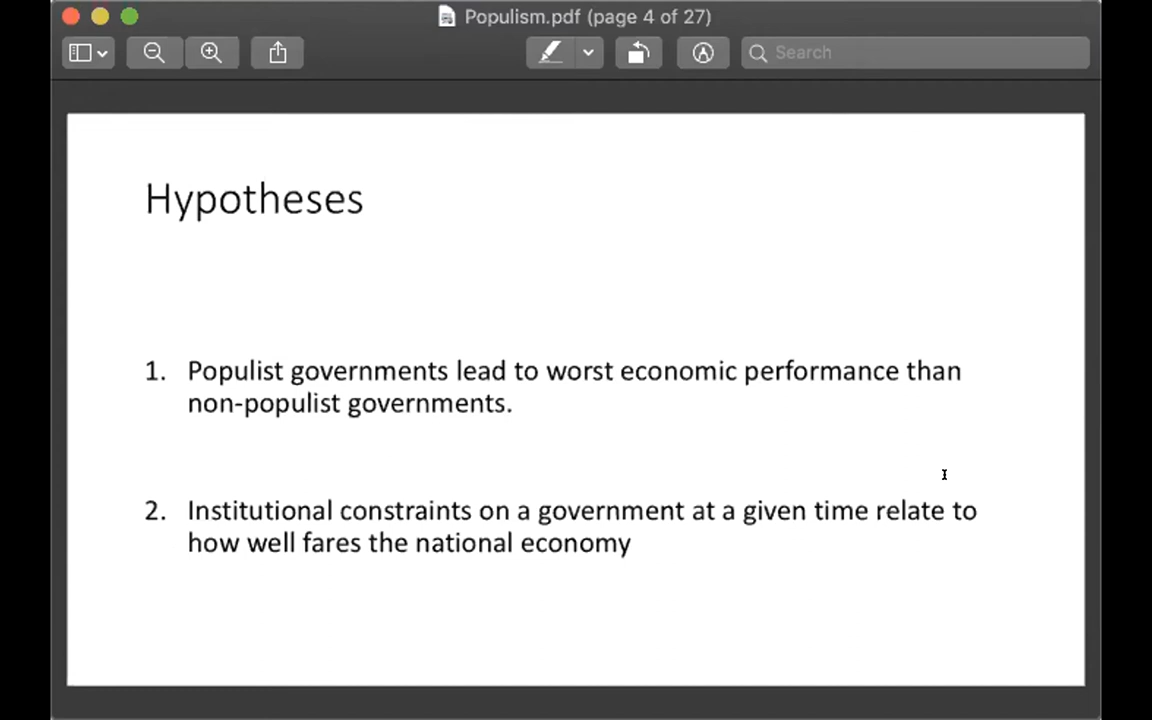 Populism.pdf (page 4 of 27)
Search
Hypotheses
1. Populist governments lead to worst economic performance than
non-populist governments.
2. Institutional constraints on a government at a given time relate to
how well fares the national economy